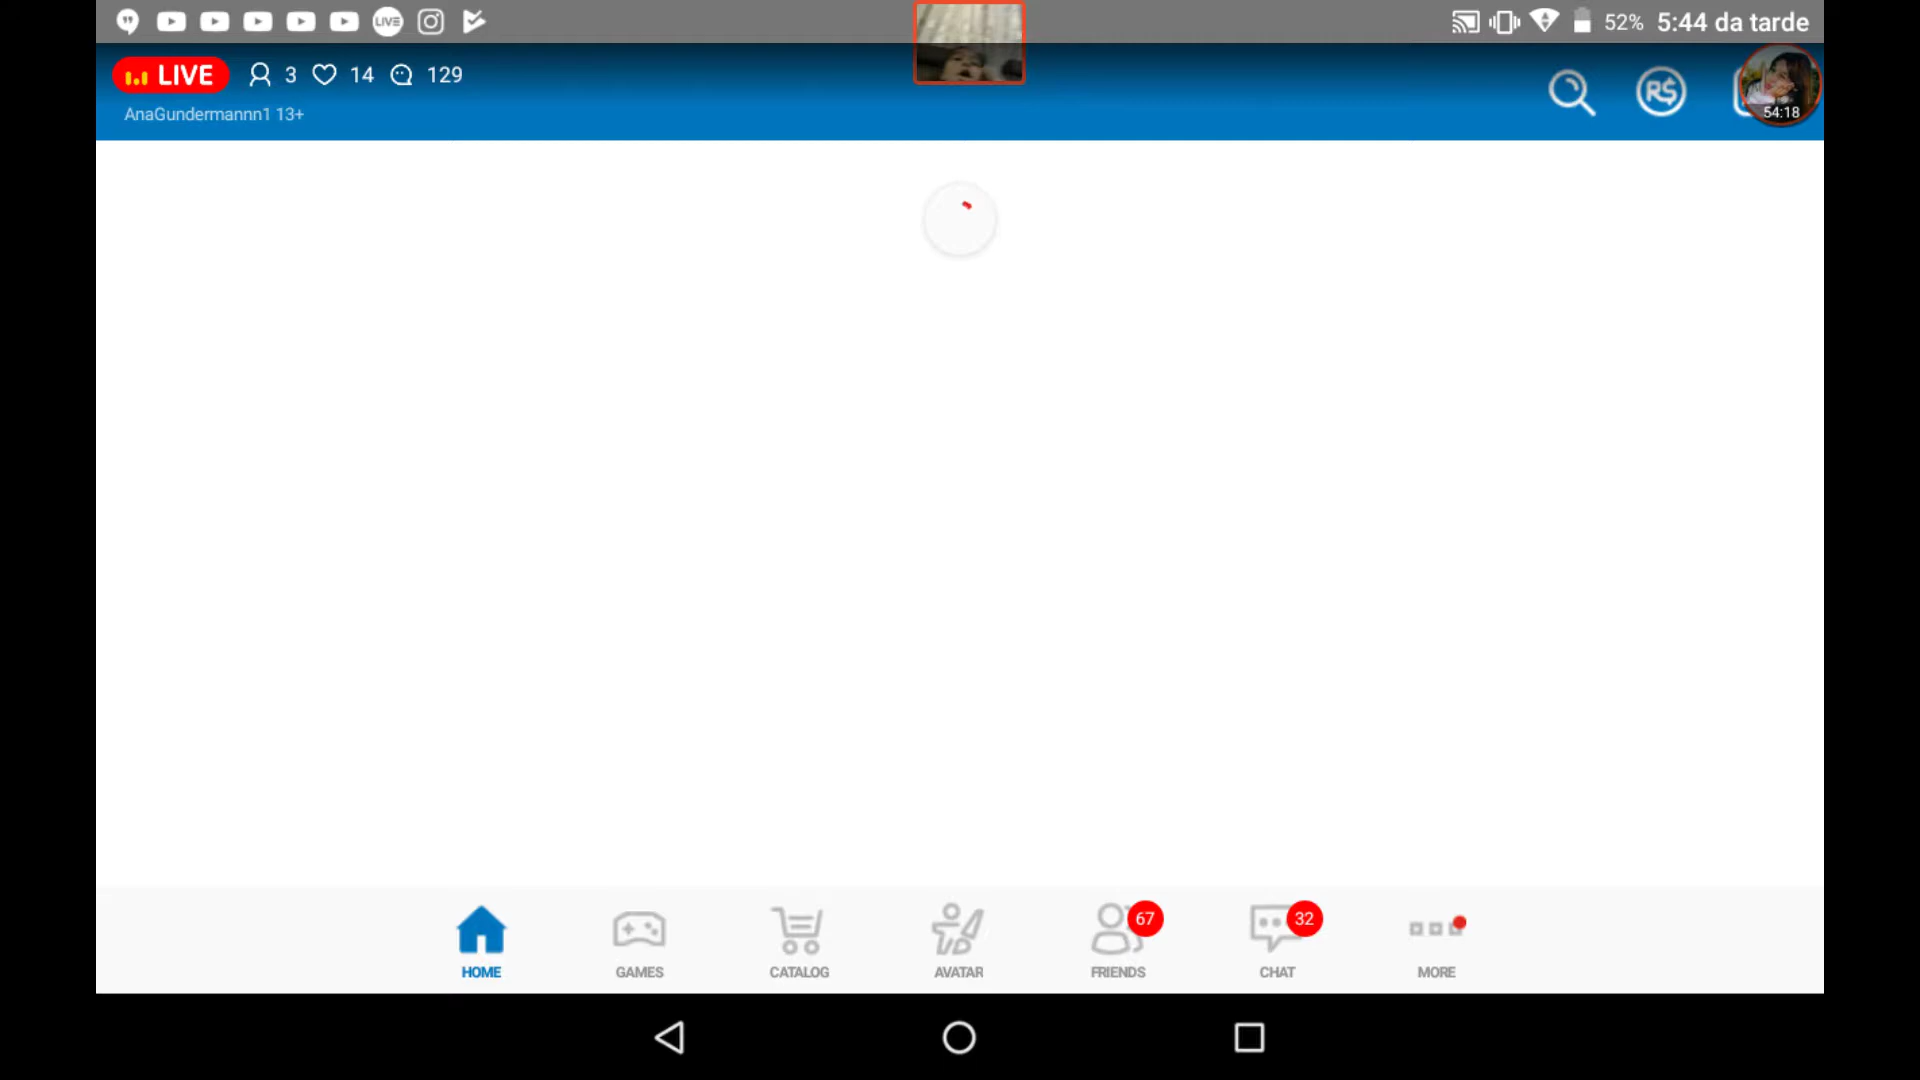 LIVE 52% 5:44 da tarde
LIVE 3 14 129
R$
54:18
AnaGundermannn1 13+
67
32
HOME GAMES CATALOG AVATAR FRIENDS CHAT MORE